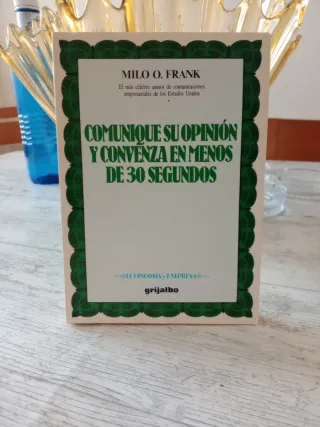 MILO O. FRANK
El más célebre asesor de comunicaciones
empresariales de los Estados Unidos
COMUNIQUE SU OPINIÓN
Y CONVENZA EN MENOS
DE 30 SEGUNDOS
ECONOMÍA y EMPRESA
grijalbo